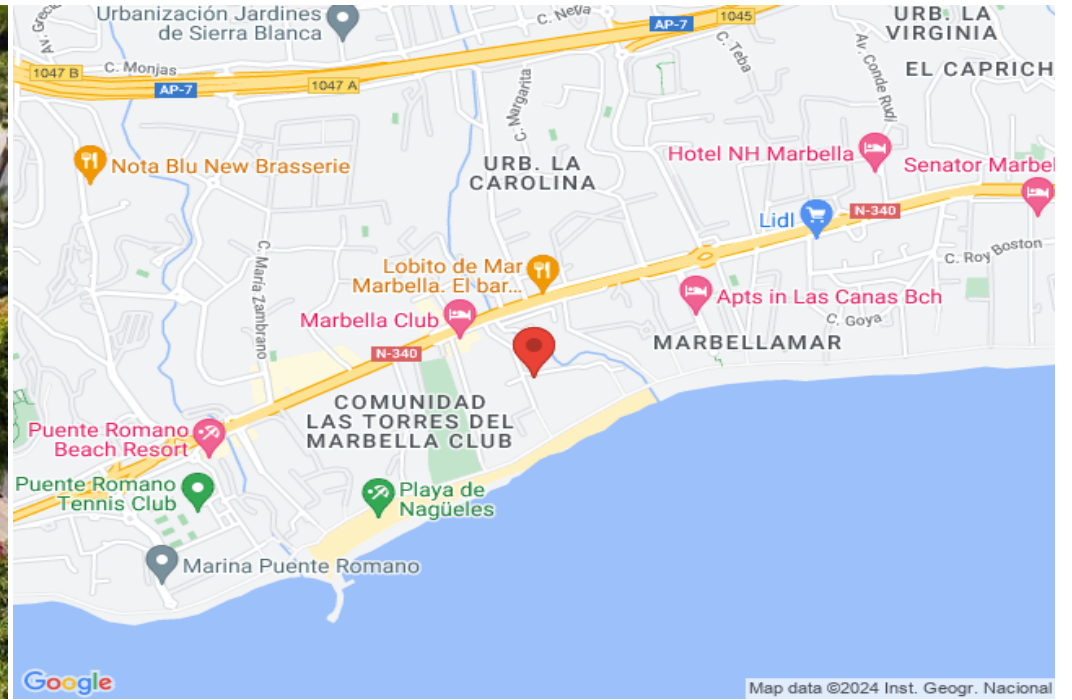 Urbanización Jardines
de Sierra Blanca
C. Neva
AP-7
1045
URB. LA
VIRGINIA
1047 B
C. Monjas
AP-7
1047 A
C. Teba
Av. Conde Rudi
EL CAPRICH
C. Margarita
Nota Blu New Brasserie
URB. LA
CAROLINA
Hotel NH Marbella
Senator Marbel
Lidl
N-340
C. Roy Boston
C. María Zambrano
Lobito de Mar
Marbella. El bar...
Apts in Las Canas Bch
Marbella Club
C. Goya
N-340
MARBELLAMAR
COMUNIDAD
LAS TORRES DEL
MARBELLA CLUB
Puente Romano
Beach Resort
Puente Romano
Tennis Club
Playa de
Nagüeles
Marina Puente Romano
Google
Map data ©2024 Inst. Geogr. Nacional